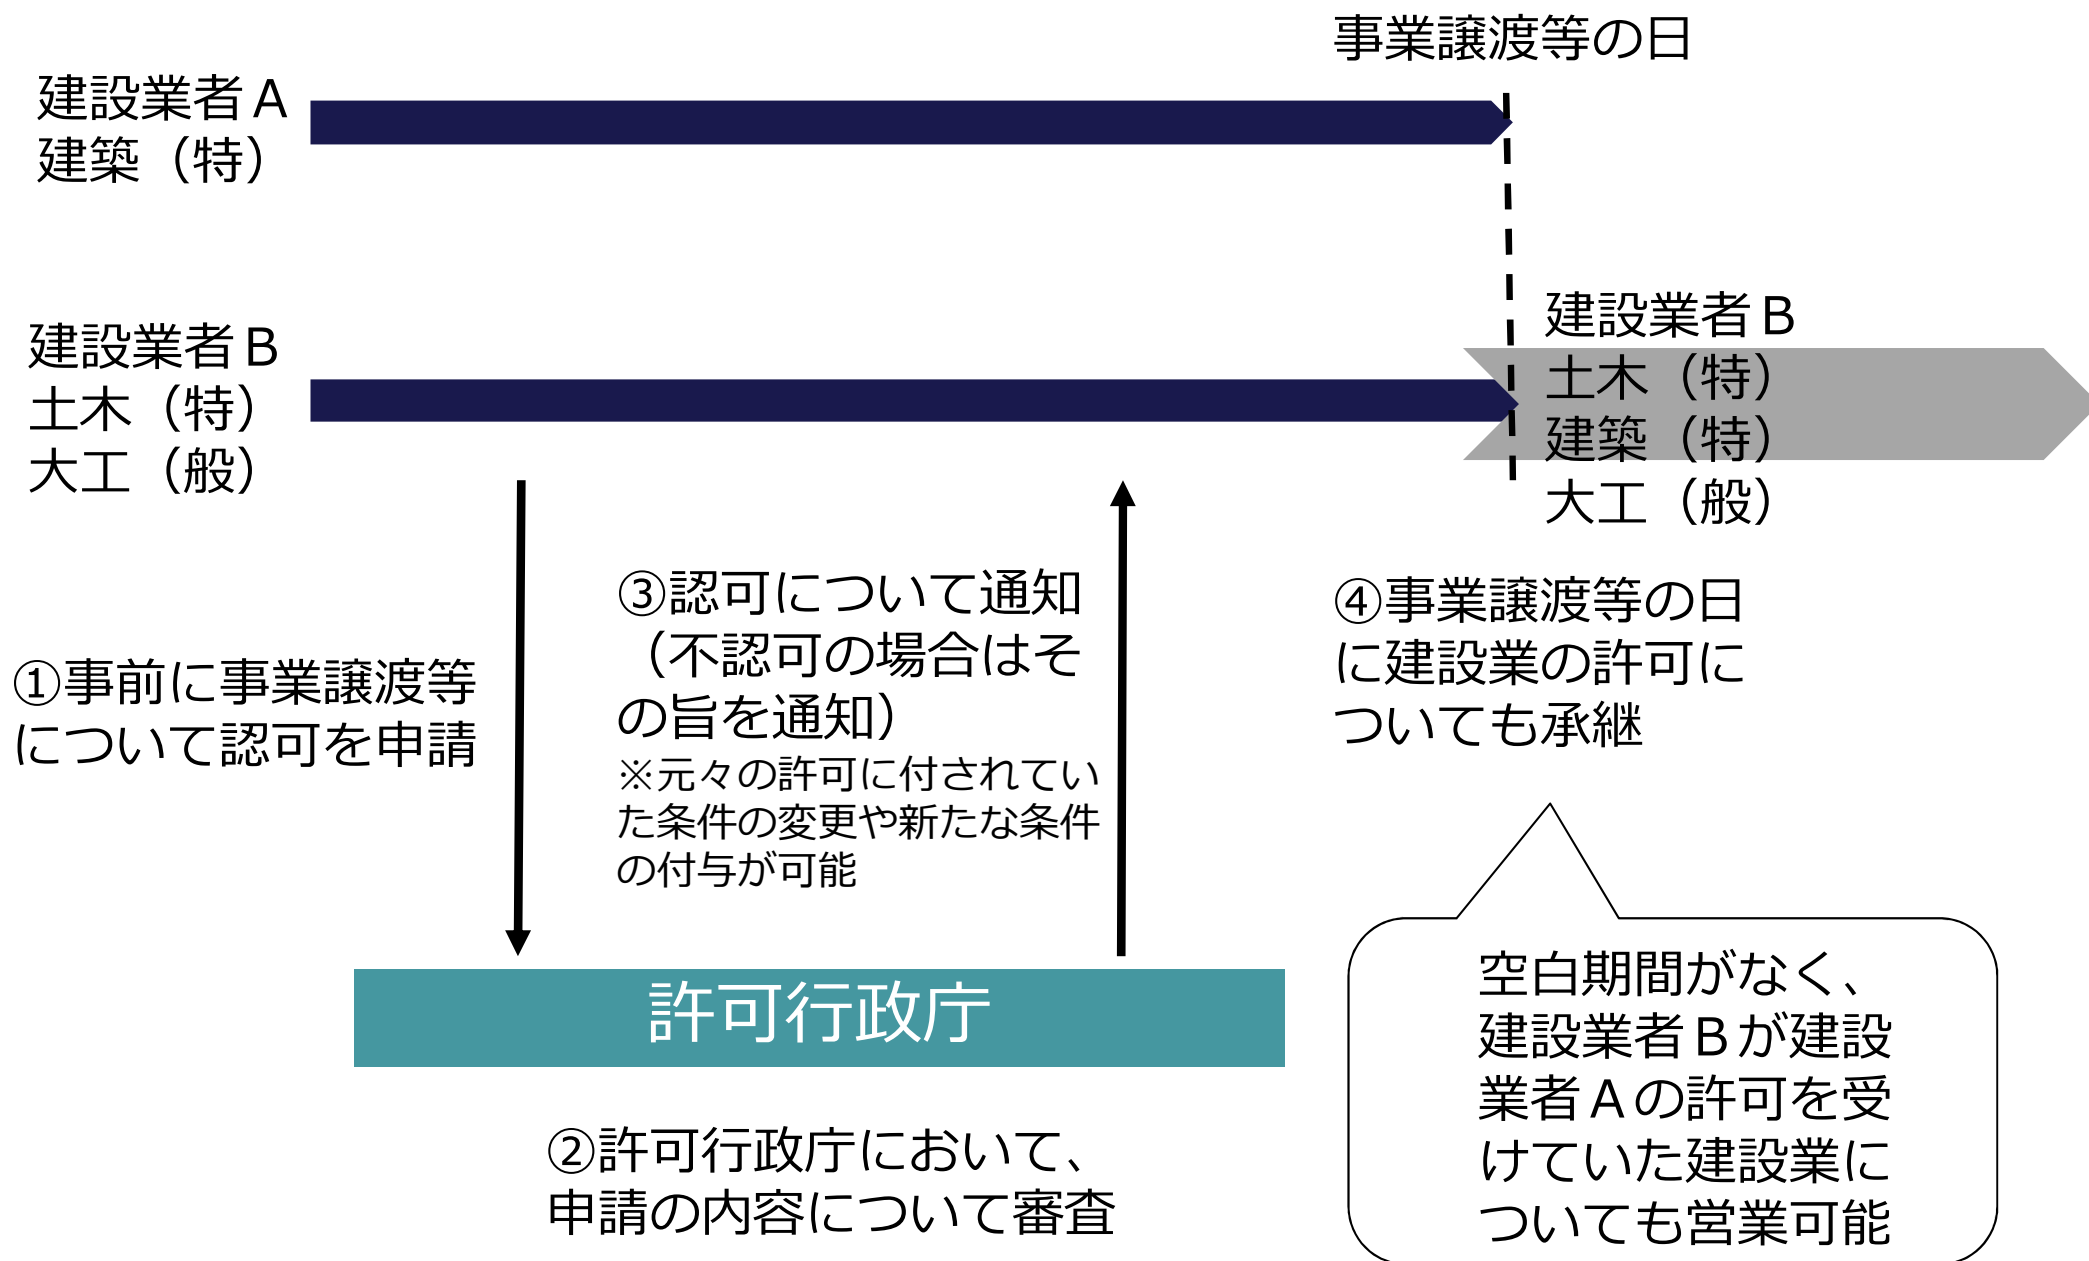 事業譲渡等の日
建設業者A
建築（特）
建設業者B
土木（特）
大工（般）
建設業者B
土木（特）
建築（特）
大工（般）
①事前に事業譲渡等
について認可を申請
③認可について通知
（不認可の場合はそ
の旨を通知）
※元々の許可に付されてい
た条件の変更や新たな条件
の付与が可能
④事業譲渡等の日
に建設業の許可に
ついても承継
許可行政庁
②許可行政庁において、
申請の内容について審査
空白期間がなく、
建設業者Bが建設
業者Aの許可を受
けていた建設業に
ついても営業可能